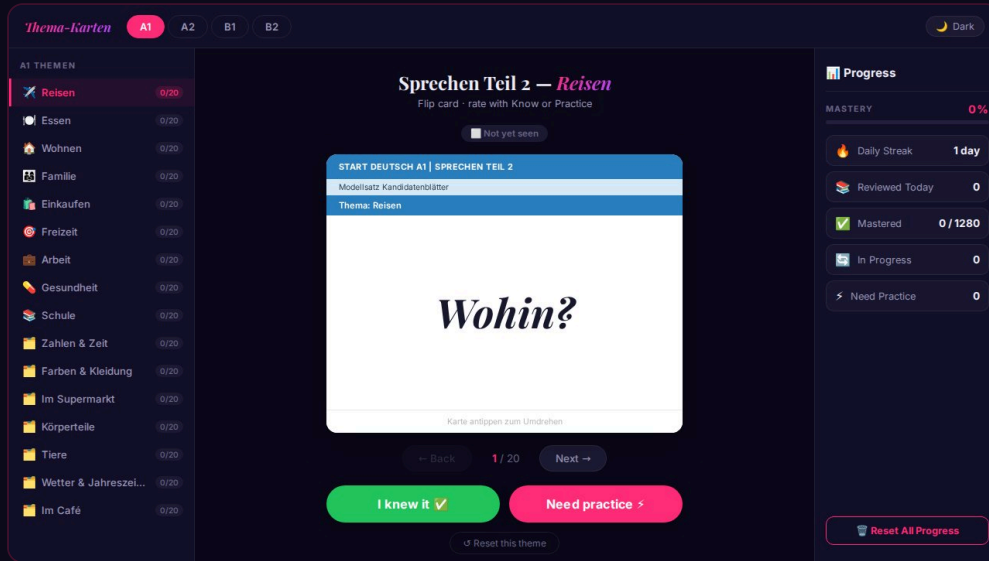 Thema-Karten A1 A2 B1 B2 🌙 Dark
A1 THEMEN
✈️ Reisen 0/20
🍽️ Essen 0/20
🏠 Wohnen 0/20
👨‍👩‍👧‍👦 Familie 0/20
🛍️ Einkaufen 0/20
🎯 Freizeit 0/20
💼 Arbeit 0/20
💊 Gesundheit 0/20
📚 Schule 0/20
🗂️ Zahlen & Zeit 0/20
🗂️ Farben & Kleidung 0/20
🗂️ Im Supermarkt 0/20
🗂️ Körperteile 0/20
🗂️ Tiere 0/20
🗂️ Wetter & Jahreszei... 0/20
🗂️ Im Café 0/20
Sprechen Teil 2 — Reisen
Flip card · rate with Know or Practice
⬜ Not yet seen
START DEUTSCH A1 | SPRECHEN TEIL 2
Modellsatz Kandidatenblätter
Thema: Reisen
Wohin?
Karte antippen zum Umdrehen
← Back 1 / 20 Next →
I knew it ✅ Need practice ⚡
↺ Reset this theme
📊 Progress
MASTERY 0%
🔥 Daily Streak 1 day
📚 Reviewed Today 0
✅ Mastered 0 / 1280
🔄 In Progress 0
⚡ Need Practice 0
🗑️ Reset All Progress